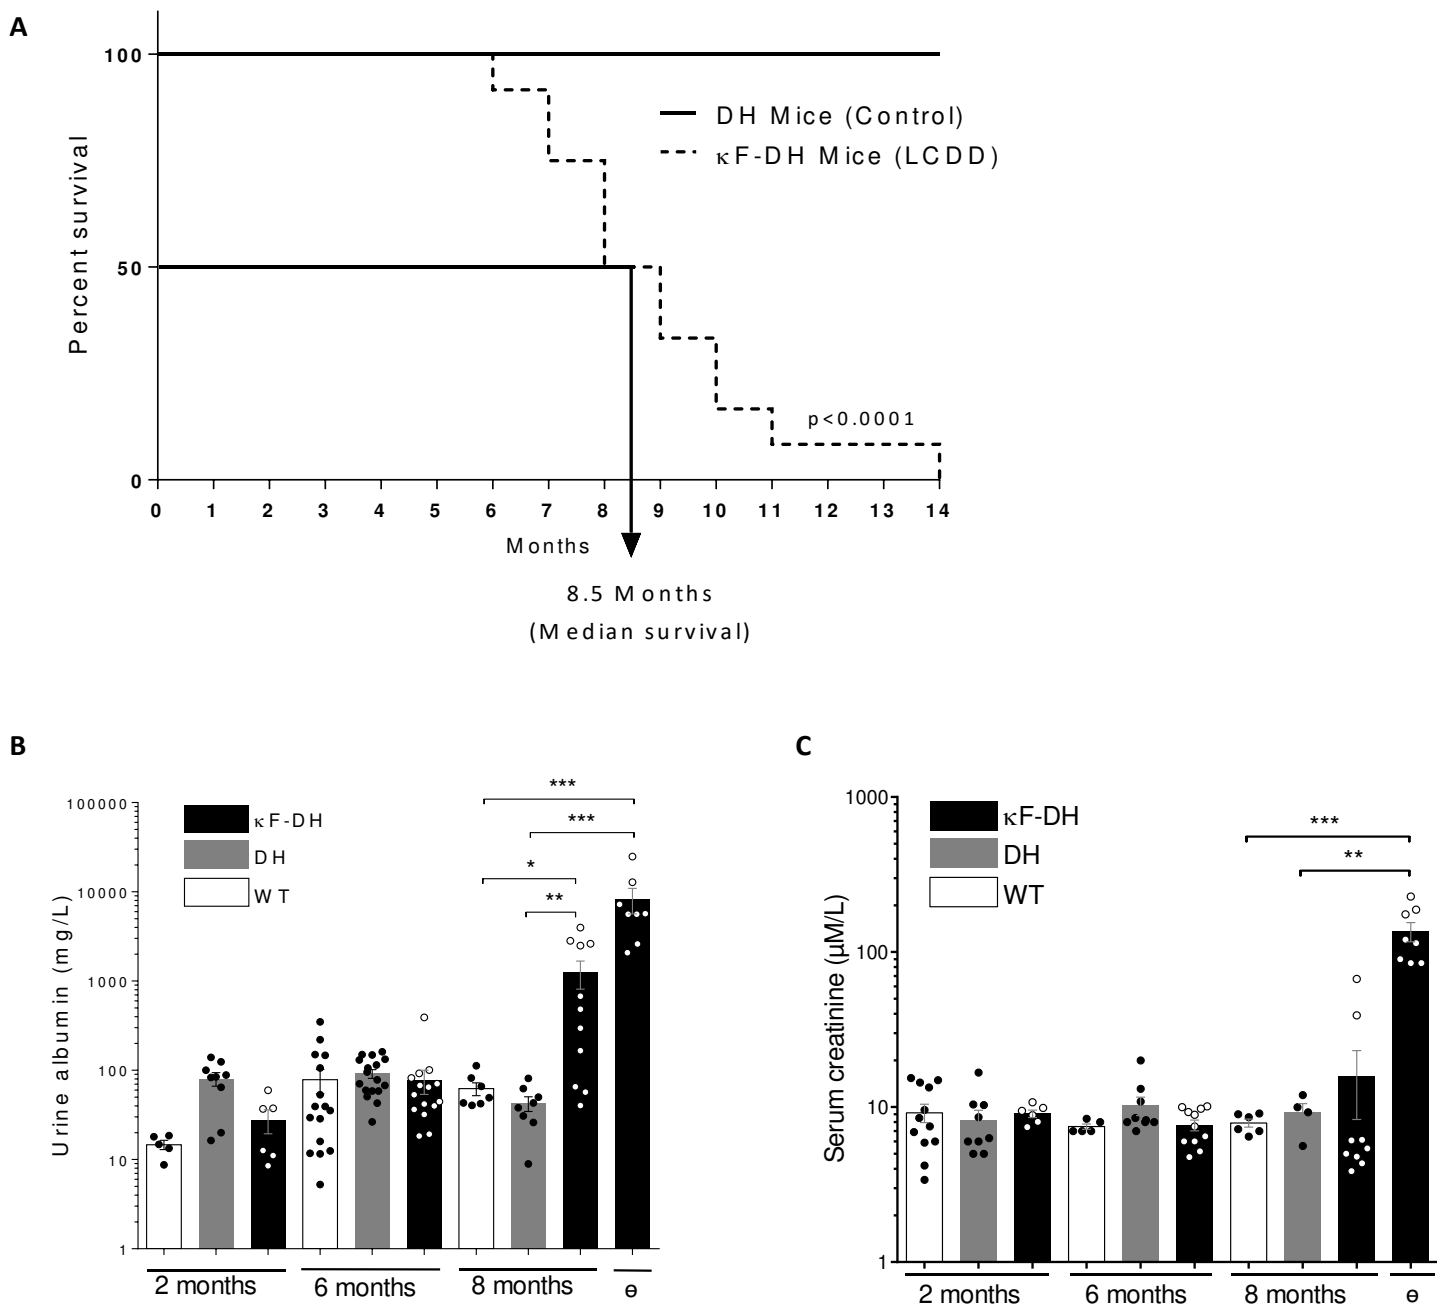 A
100
50
0
Percent survival
DH Mice (Control)
κF-DH Mice (LCDD)
p<0.0001
0 1 2 3 4 5 6 7 8 9 10 11 12 13 14
Months
8.5 Months
(Median survival)
B
Urine albumin (mg/L)
100000
10000
1000
100
10
1
κF-DH
DH
WT
***
***
*
**
2 months 6 months 8 months ɵ
C
Serum creatinine (µM/L)
1000
100
10
1
κF-DH
DH
WT
***
**
2 months 6 months 8 months ɵ